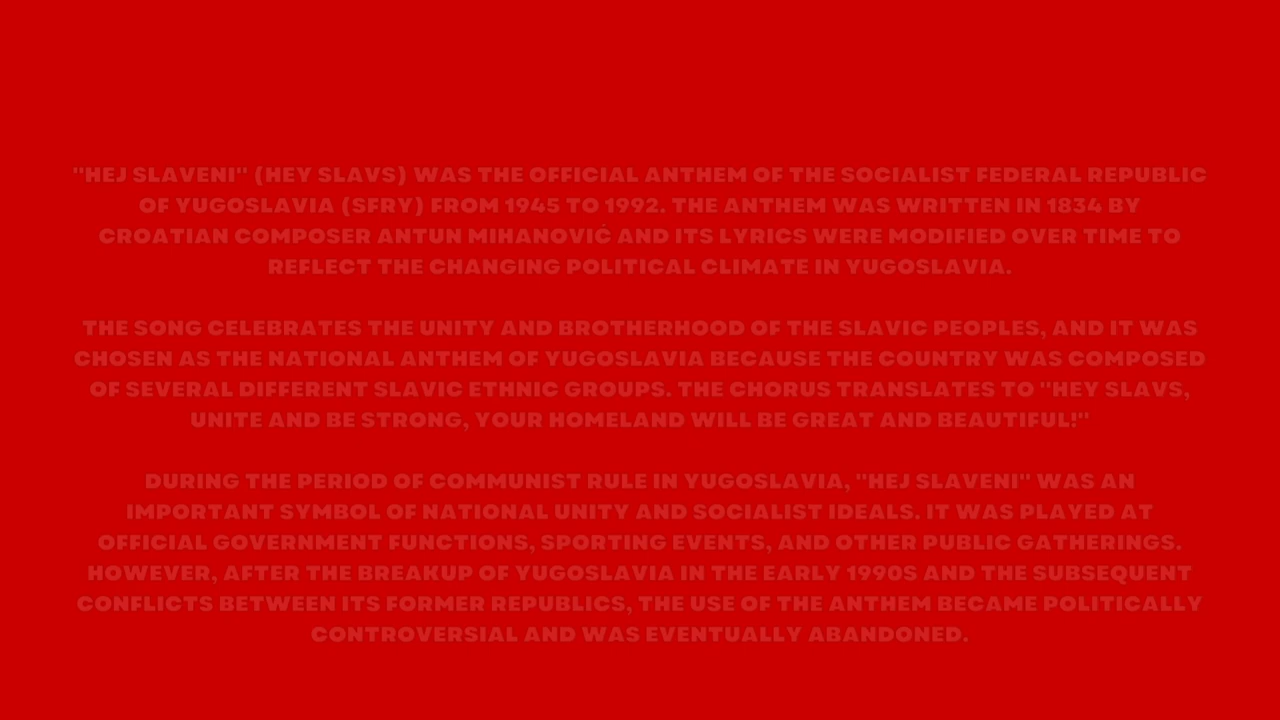 "HEJ SLAVENI" (HEY SLAVS) WAS THE OFFICIAL ANTHEM OF THE SOCIALIST FEDERAL REPUBLIC
OF YUGOSLAVIA (SFRY) FROM 1945 TO 1992. THE ANTHEM WAS WRITTEN IN 1834 BY
CROATIAN COMPOSER ANTUN MIHANOVIĆ AND ITS LYRICS WERE MODIFIED OVER TIME TO
REFLECT THE CHANGING POLITICAL CLIMATE IN YUGOSLAVIA.
THE SONG CELEBRATES THE UNITY AND BROTHERHOOD OF THE SLAVIC PEOPLES, AND IT WAS
CHOSEN AS THE NATIONAL ANTHEM OF YUGOSLAVIA BECAUSE THE COUNTRY WAS COMPOSED
OF SEVERAL DIFFERENT SLAVIC ETHNIC GROUPS. THE CHORUS TRANSLATES TO "HEY SLAVS,
UNITE AND BE STRONG, YOUR HOMELAND WILL BE GREAT AND BEAUTIFUL!"
DURING THE PERIOD OF COMMUNIST RULE IN YUGOSLAVIA, "HEJ SLAVENI" WAS AN
IMPORTANT SYMBOL OF NATIONAL UNITY AND SOCIALIST IDEALS. IT WAS PLAYED AT
OFFICIAL GOVERNMENT FUNCTIONS, SPORTING EVENTS, AND OTHER PUBLIC GATHERINGS.
HOWEVER, AFTER THE BREAKUP OF YUGOSLAVIA IN THE EARLY 1990S AND THE SUBSEQUENT
CONFLICTS BETWEEN ITS FORMER REPUBLICS, THE USE OF THE ANTHEM BECAME POLITICALLY
CONTROVERSIAL AND WAS EVENTUALLY ABANDONED.